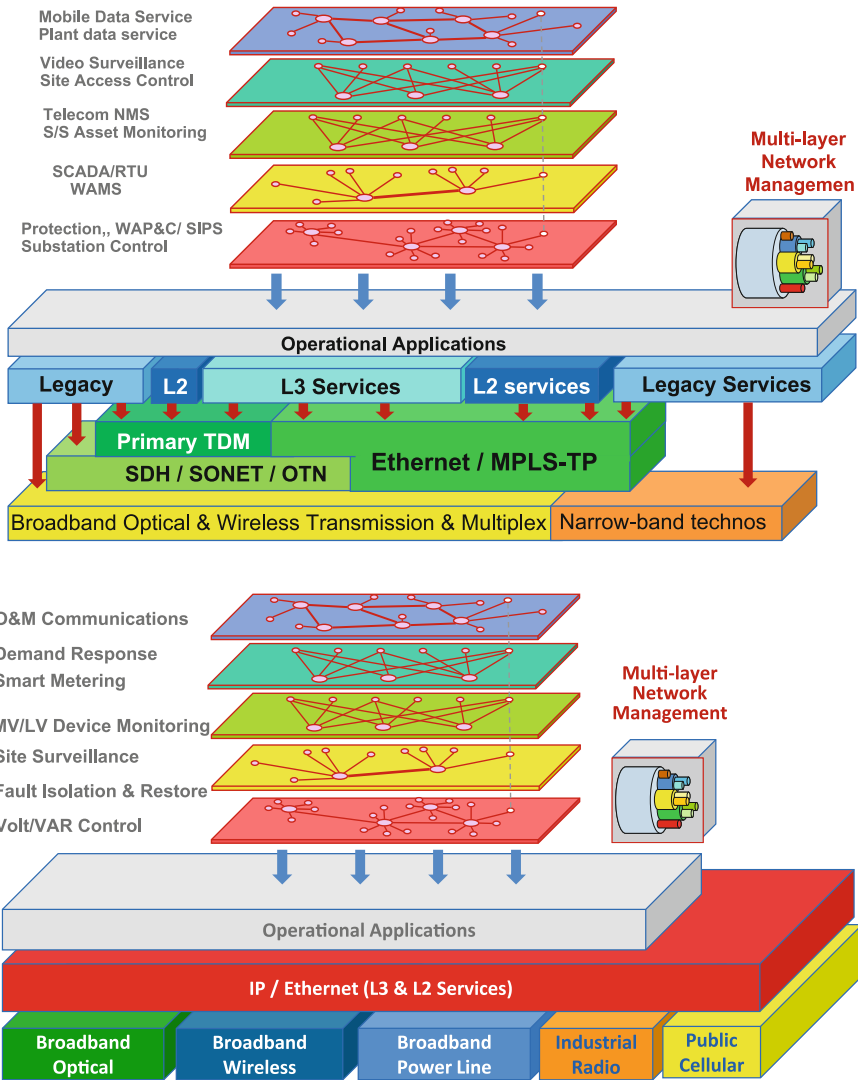 Mobile Data Service
Plant data service
Video Surveillance
Site Access Control
Telecom NMS
S/S Asset Monitoring
SCADA/RTU
WAMS
Protection,, WAP&C/ SIPS
Substation Control
Multi-layer
Network
Managemen
Operational Applications
Legacy
L2
L3 Services
L2 services
Legacy Services
Primary TDM
Ethernet / MPLS-TP
SDH / SONET / OTN
Broadband Optical & Wireless Transmission & Multiplex
Narrow-band technos
O&M Communications
Demand Response
Smart Metering
MV/LV Device Monitoring
Site Surveillance
Fault Isolation & Restore
Volt/VAR Control
Multi-layer
Network
Management
Operational Applications
IP / Ethernet (L3 & L2 Services)
Broadband
Optical
Broadband
Wireless
Broadband
Power Line
Industrial
Radio
Public
Cellular